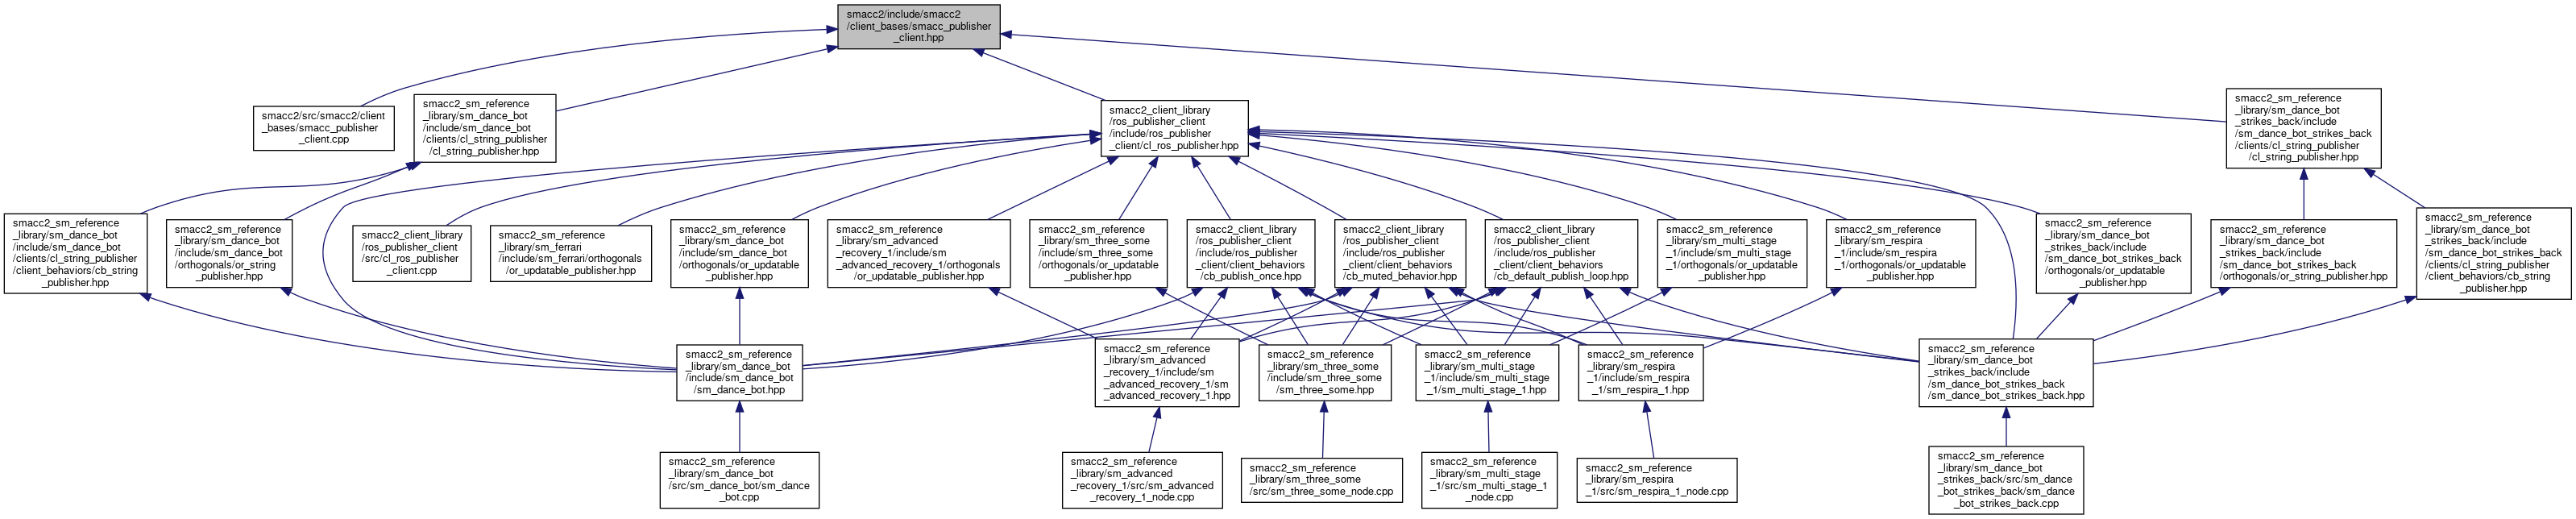 smacc2/include/smacc2
/client_bases/smacc_publisher
_client.hpp
smacc2/src/smacc2/client
_bases/smacc_publisher
_client.cpp
smacc2_sm_reference
_library/sm_dance_bot
/include/sm_dance_bot
/clients/cl_string_publisher
/cl_string_publisher.hpp
smacc2_client_library
/ros_publisher_client
/include/ros_publisher
_client/cl_ros_publisher.hpp
smacc2_sm_reference
_library/sm_dance_bot
_strikes_back/include
/sm_dance_bot_strikes_back
/clients/cl_string_publisher
/cl_string_publisher.hpp
smacc2_sm_reference
_library/sm_dance_bot
/include/sm_dance_bot
/clients/cl_string_publisher
/client_behaviors/cb_string
_publisher.hpp
smacc2_sm_reference
_library/sm_dance_bot
/include/sm_dance_bot
/orthogonals/or_string
_publisher.hpp
smacc2_client_library
/ros_publisher_client
/src/cl_ros_publisher
_client.cpp
smacc2_sm_reference
_library/sm_ferrari
/include/sm_ferrari/orthogonals
/or_updatable_publisher.hpp
smacc2_sm_reference
_library/sm_dance_bot
/include/sm_dance_bot
/orthogonals/or_updatable
_publisher.hpp
smacc2_sm_reference
_library/sm_advanced
_recovery_1/include/sm
_advanced_recovery_1/orthogonals
/or_updatable_publisher.hpp
smacc2_sm_reference
_library/sm_three_some
/include/sm_three_some
/orthogonals/or_updatable
_publisher.hpp
smacc2_client_library
/ros_publisher_client
/include/ros_publisher
_client/client_behaviors
/cb_publish_once.hpp
smacc2_client_library
/ros_publisher_client
/include/ros_publisher
_client/client_behaviors
/cb_muted_behavior.hpp
smacc2_client_library
/ros_publisher_client
/include/ros_publisher
_client/client_behaviors
/cb_default_publish_loop.hpp
smacc2_sm_reference
_library/sm_multi_stage
_1/include/sm_multi_stage
_1/orthogonals/or_updatable
_publisher.hpp
smacc2_sm_reference
_library/sm_respira
_1/include/sm_respira
_1/orthogonals/or_updatable
_publisher.hpp
smacc2_sm_reference
_library/sm_dance_bot
_strikes_back/include
/sm_dance_bot_strikes_back
/orthogonals/or_updatable
_publisher.hpp
smacc2_sm_reference
_library/sm_dance_bot
_strikes_back/include
/sm_dance_bot_strikes_back
/orthogonals/or_string_publisher.hpp
smacc2_sm_reference
_library/sm_dance_bot
_strikes_back/include
/sm_dance_bot_strikes_back
/clients/cl_string_publisher
/client_behaviors/cb_string
_publisher.hpp
smacc2_sm_reference
_library/sm_dance_bot
/include/sm_dance_bot
/sm_dance_bot.hpp
smacc2_sm_reference
_library/sm_advanced
_recovery_1/include/sm
_advanced_recovery_1/sm
_advanced_recovery_1.hpp
smacc2_sm_reference
_library/sm_three_some
/include/sm_three_some
/sm_three_some.hpp
smacc2_sm_reference
_library/sm_multi_stage
_1/include/sm_multi_stage
_1/sm_multi_stage_1.hpp
smacc2_sm_reference
_library/sm_respira
_1/include/sm_respira
_1/sm_respira_1.hpp
smacc2_sm_reference
_library/sm_dance_bot
_strikes_back/include
/sm_dance_bot_strikes_back
/sm_dance_bot_strikes_back.hpp
smacc2_sm_reference
_library/sm_dance_bot
/src/sm_dance_bot/sm_dance
_bot.cpp
smacc2_sm_reference
_library/sm_advanced
_recovery_1/src/sm_advanced
_recovery_1_node.cpp
smacc2_sm_reference
_library/sm_three_some
/src/sm_three_some_node.cpp
smacc2_sm_reference
_library/sm_multi_stage
_1/src/sm_multi_stage_1
_node.cpp
smacc2_sm_reference
_library/sm_respira
_1/src/sm_respira_1_node.cpp
smacc2_sm_reference
_library/sm_dance_bot
_strikes_back/src/sm_dance
_bot_strikes_back/sm_dance
_bot_strikes_back.cpp